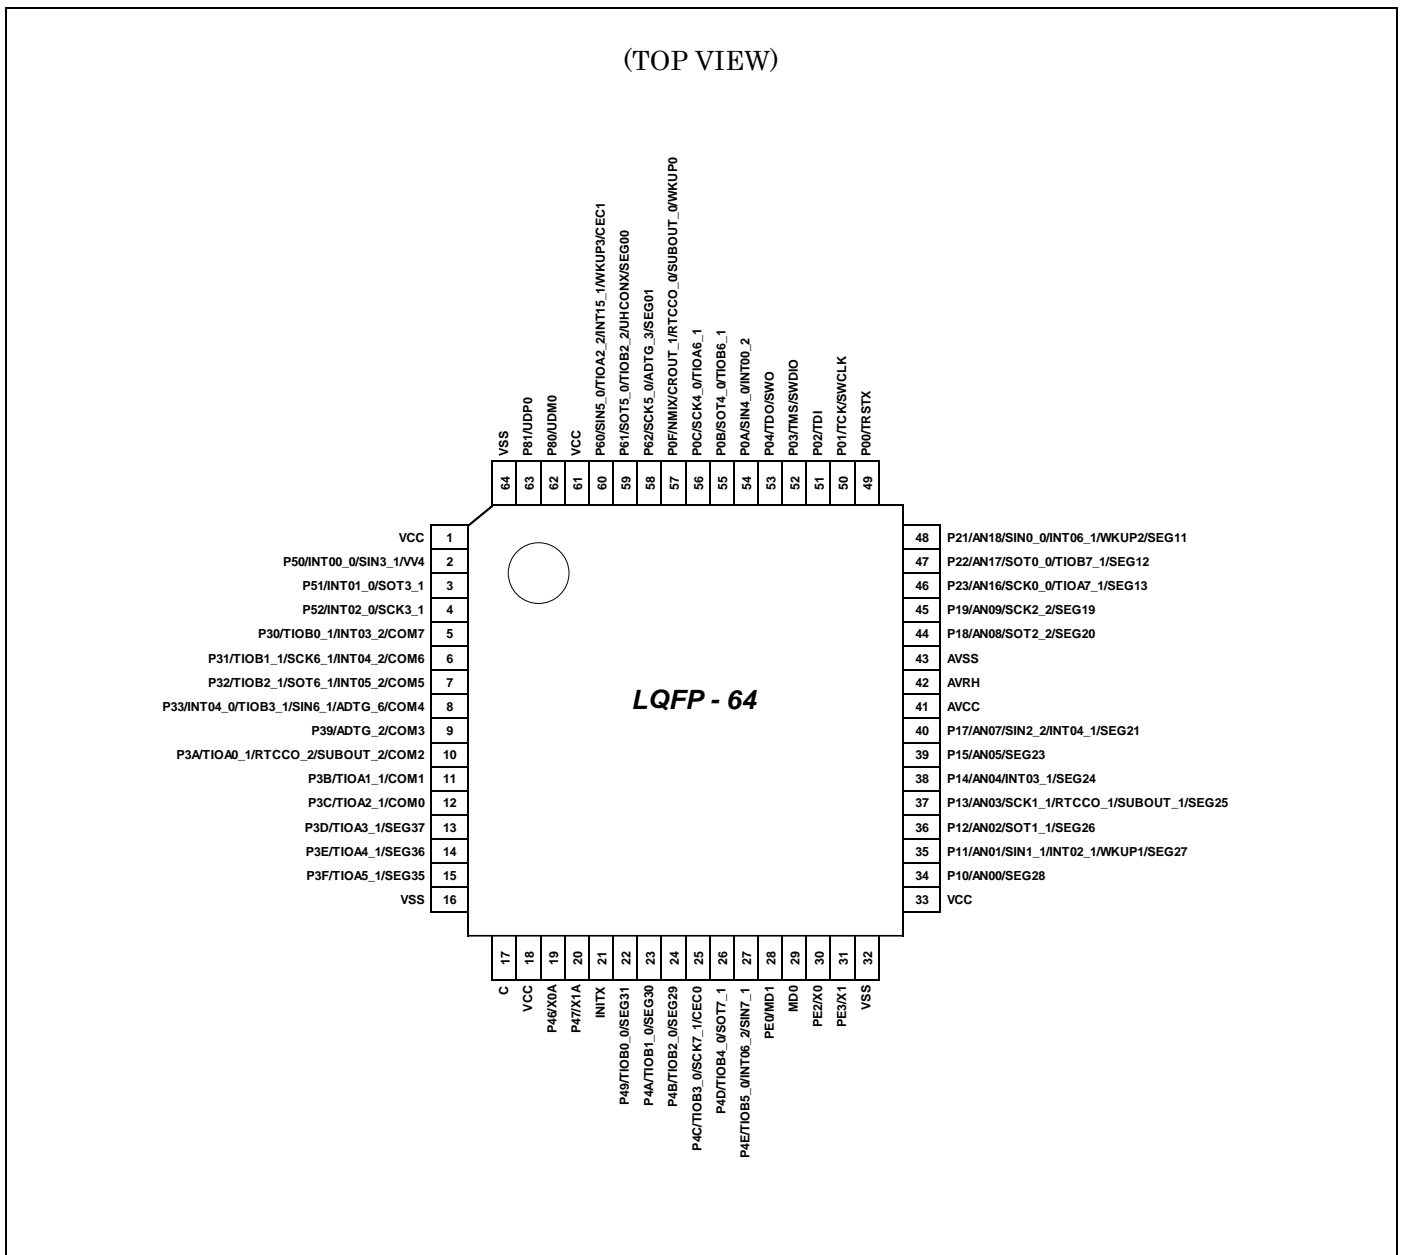 (TOP VIEW)
VSS
P81/UDP0
P80/UDM0
VCC
P60/SIN5_0/TIOA2_2/INT15_1/WKUP3/CEC1
P61/SOT5_0/TIOB2_2/UHCONX/SEG00
P62/SCK5_0/ADTG_3/SEG01
P0F/NMIX/CROUT_1/RTCCO_0/SUBOUT_0/WKUP0
P0C/SCK4_0/TIOA6_1
P0B/SOT4_0/TIOB6_1
P0A/SIN4_0/INT00_2
P04/TDO/SWO
P03/TMS/SWDIO
P02/TDI
P01/TCK/SWCLK
P00/TRSTX
64 63 62 61 60 59 58 57 56 55 54 53 52 51 50 49
VCC 1
P50/INT00_0/SIN3_1/VV4 2
P51/INT01_0/SOT3_1 3
P52/INT02_0/SCK3_1 4
P30/TIOB0_1/INT03_2/COM7 5
P31/TIOB1_1/SCK6_1/INT04_2/COM6 6
P32/TIOB2_1/SOT6_1/INT05_2/COM5 7
P33/INT04_0/TIOB3_1/SIN6_1/ADTG_6/COM4 8
P39/ADTG_2/COM3 9
P3A/TIOA0_1/RTCCO_2/SUBOUT_2/COM2 10
P3B/TIOA1_1/COM1 11
P3C/TIOA2_1/COM0 12
P3D/TIOA3_1/SEG37 13
P3E/TIOA4_1/SEG36 14
P3F/TIOA5_1/SEG35 15
VSS 16
LQFP - 64
48 P21/AN18/SIN0_0/INT06_1/WKUP2/SEG11
47 P22/AN17/SOT0_0/TIOB7_1/SEG12
46 P23/AN16/SCK0_0/TIOA7_1/SEG13
45 P19/AN09/SCK2_2/SEG19
44 P18/AN08/SOT2_2/SEG20
43 AVSS
42 AVRH
41 AVCC
40 P17/AN07/SIN2_2/INT04_1/SEG21
39 P15/AN05/SEG23
38 P14/AN04/INT03_1/SEG24
37 P13/AN03/SCK1_1/RTCCO_1/SUBOUT_1/SEG25
36 P12/AN02/SOT1_1/SEG26
35 P11/AN01/SIN1_1/INT02_1/WKUP1/SEG27
34 P10/AN00/SEG28
33 VCC
17 18 19 20 21 22 23 24 25 26 27 28 29 30 31 32
C
VCC
P46/X0A
P47/X1A
INITX
P49/TIOB0_0/SEG31
P4A/TIOB1_0/SEG30
P4B/TIOB2_0/SEG29
P4C/TIOB3_0/SCK7_1/CEC0
P4D/TIOB4_0/SOT7_1
P4E/TIOB5_0/INT06_2/SIN7_1
PE0/MD1
MD0
PE2/X0
PE3/X1
VSS